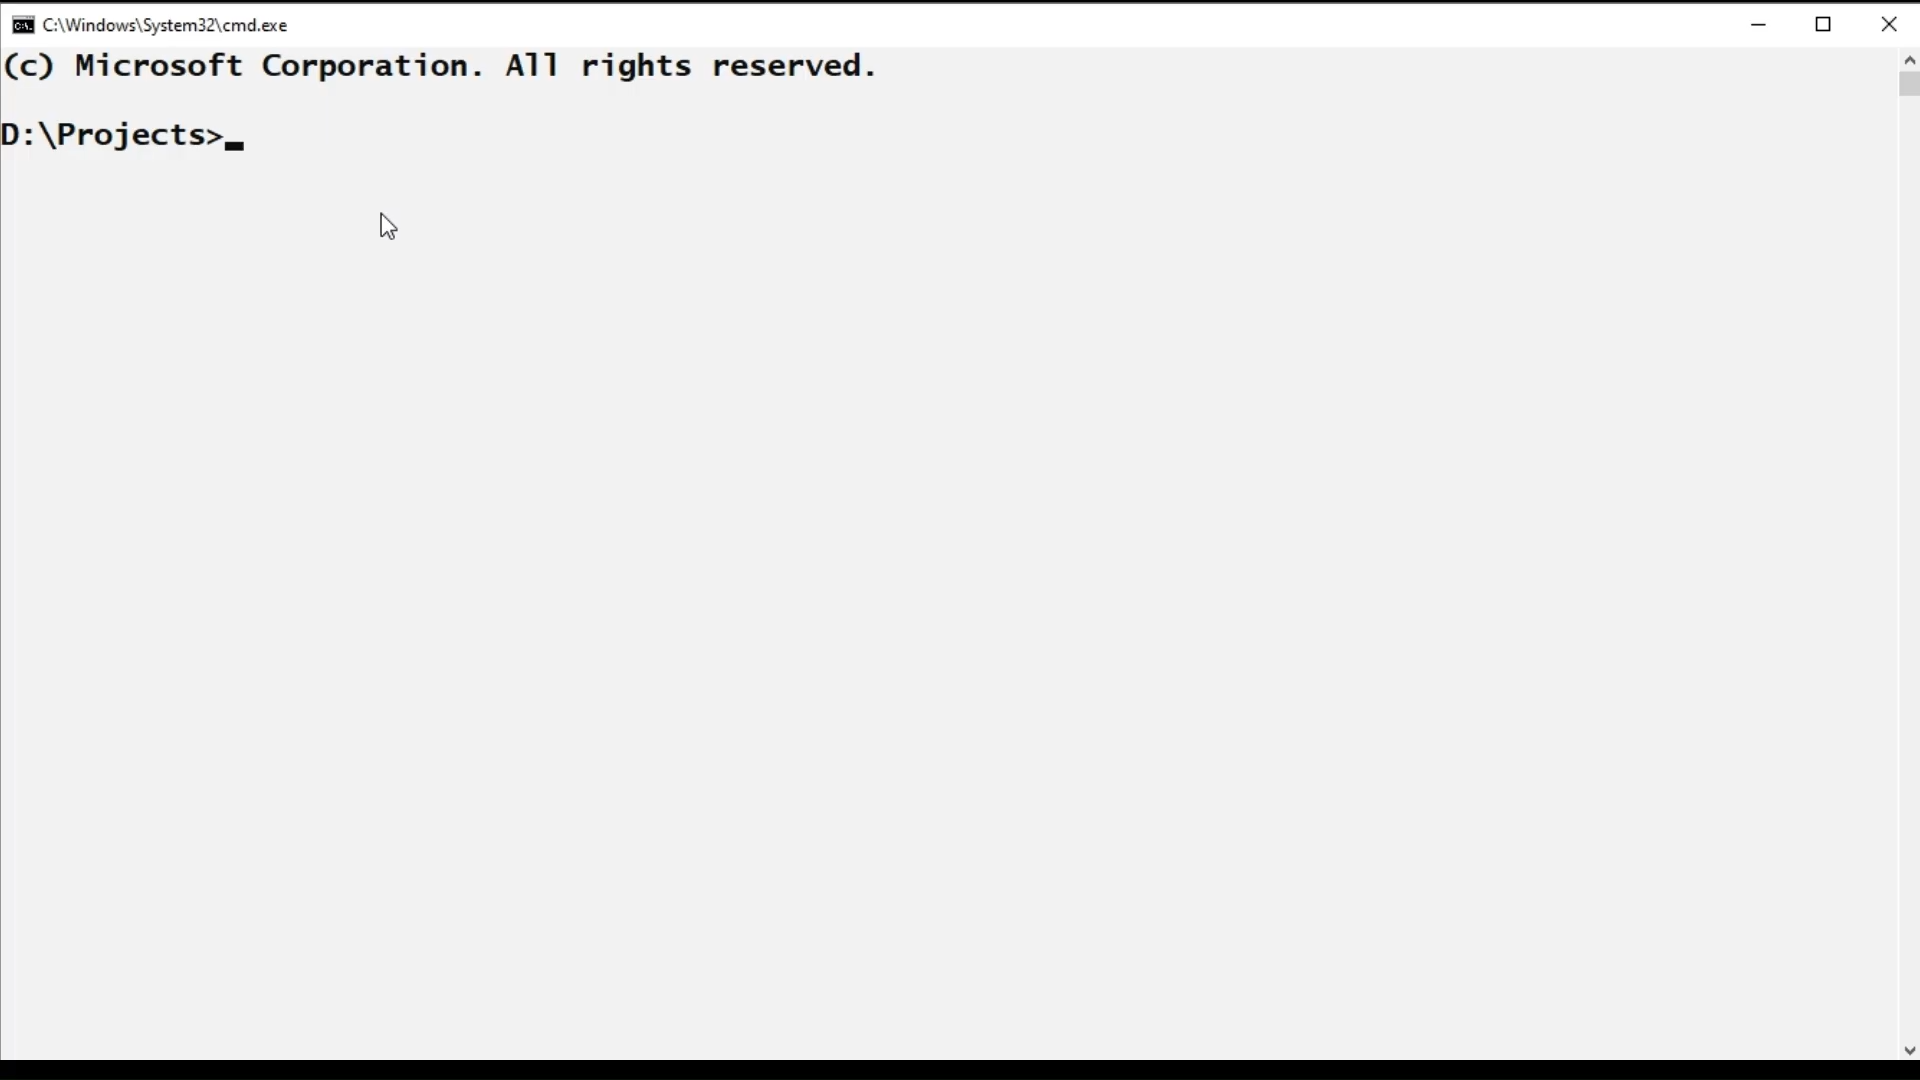 C:\Windows\System32\cmd.exe
(c) Microsoft Corporation. All rights reserved.
D:\Projects>